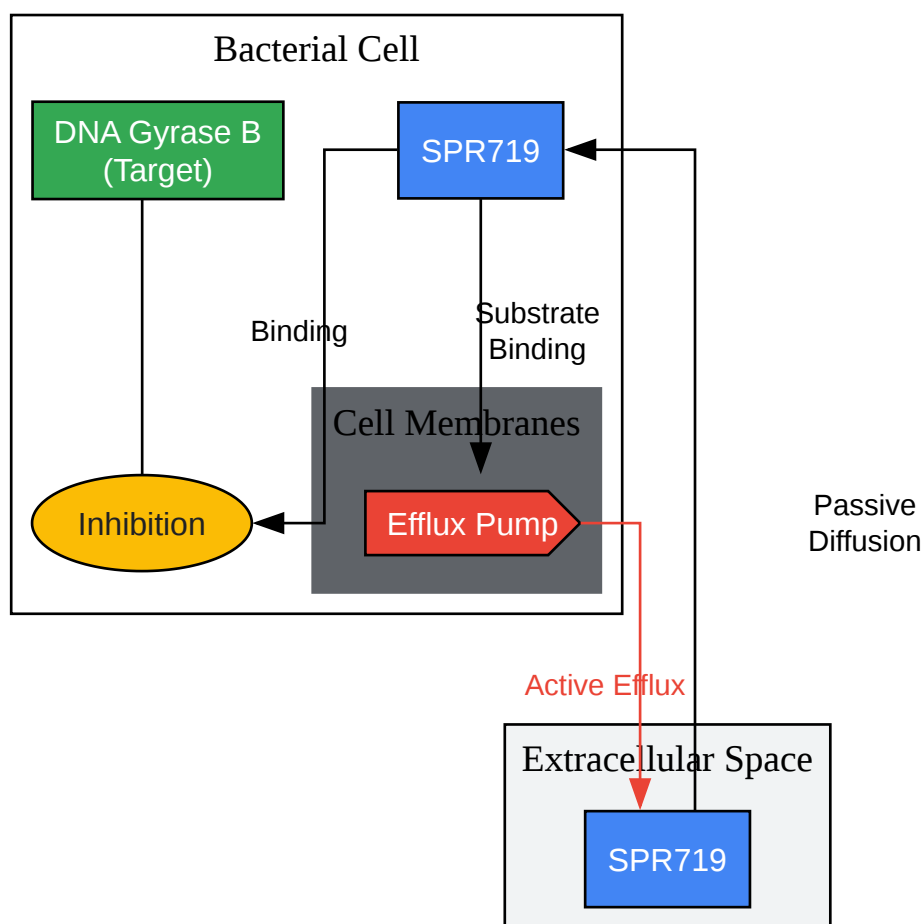 Bacterial Cell
DNA Gyrase B
(Target)
SPR719
Binding
Substrate
Binding
Cell Membranes
Inhibition
Efflux Pump
Passive
Diffusion
Active Efflux
Extracellular Space
SPR719